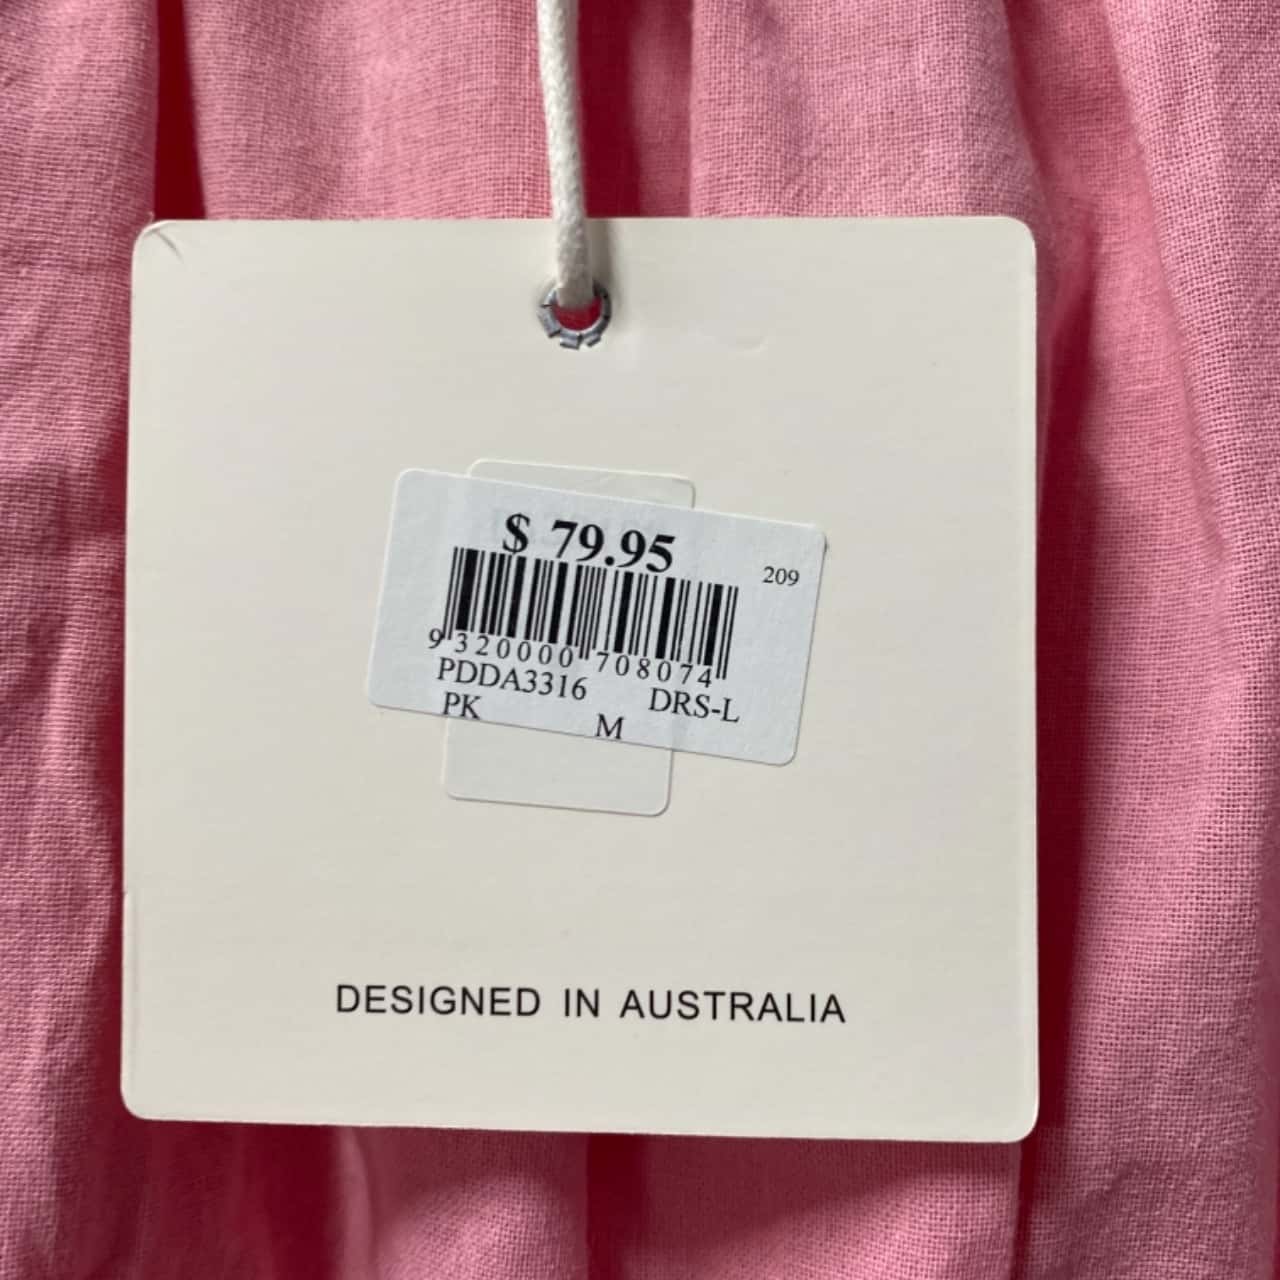 $ 79.95
209
9 320000 708074
PDDA3316 DRS-L
PK M
DESIGNED IN AUSTRALIA